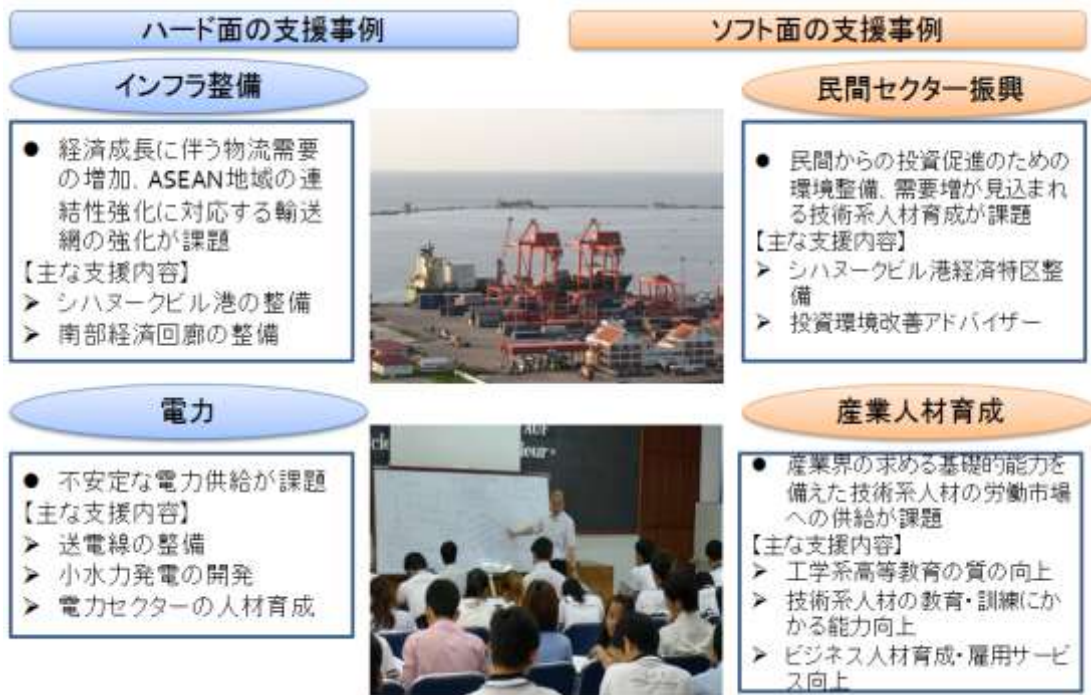 ハード面の支援事例
ソフト面の支援事例
インフラ整備
● 経済成長に伴う物流需要
の増加、ASEAN地域の連
結性強化に対応する輸送
網の強化が課題
【主な支援内容】
➢ シハヌークビル港の整備
➢ 南部経済回廊の整備
民間セクター振興
● 民間からの投資促進のための
環境整備、需要増が見込まれ
る技術系人材育成が課題
【主な支援内容】
➢ シハヌークビル港経済特区整
備
➢ 投資環境改善アドバイザー
電力
● 不安定な電力供給が課題
【主な支援内容】
➢ 送電線の整備
➢ 小水力発電の開発
➢ 電力セクターの人材育成
産業人材育成
● 産業界の求める基礎的能力を
備えた技術系人材の労働市場
への供給が課題
【主な支援内容】
➢ 工学系高等教育の質の向上
➢ 技術系人材の教育・訓練にか
かる能力向上
➢ ビジネス人材育成・雇用サービ
ス向上